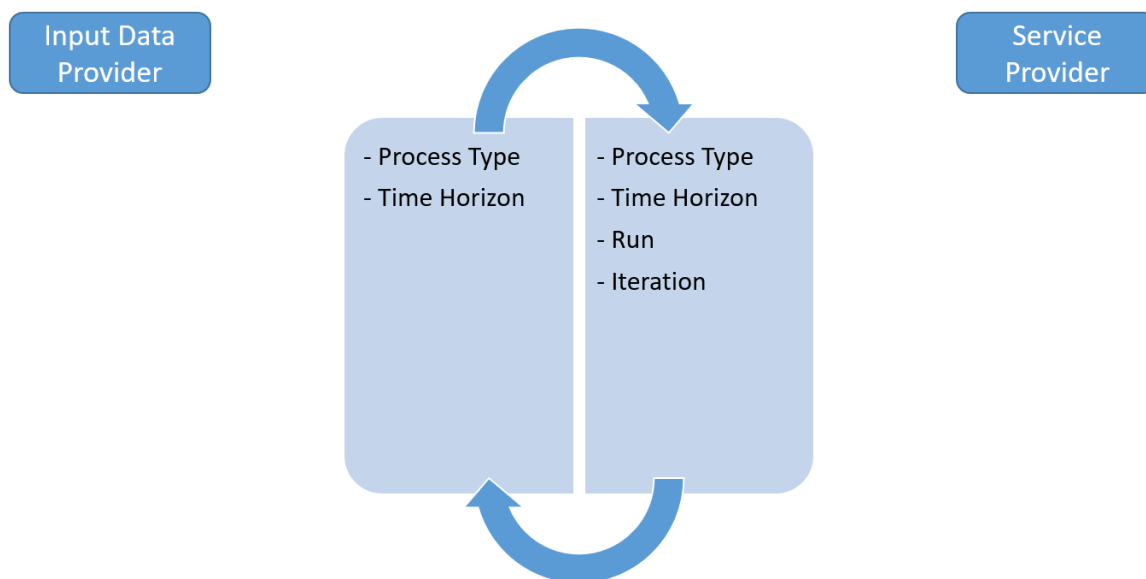 Input Data
Provider
Service
Provider
- Process Type
- Time Horizon
- Process Type
- Time Horizon
- Run
- Iteration